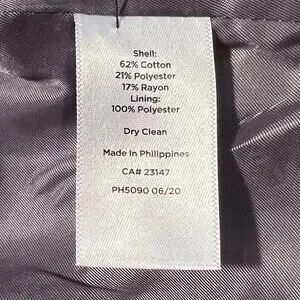 Shell:
62% Cotton
21% Polyester
17% Rayon
Lining:
100% Polyester
Dry Clean
Made In Philippines
CA# 23147
PH5090 06/20